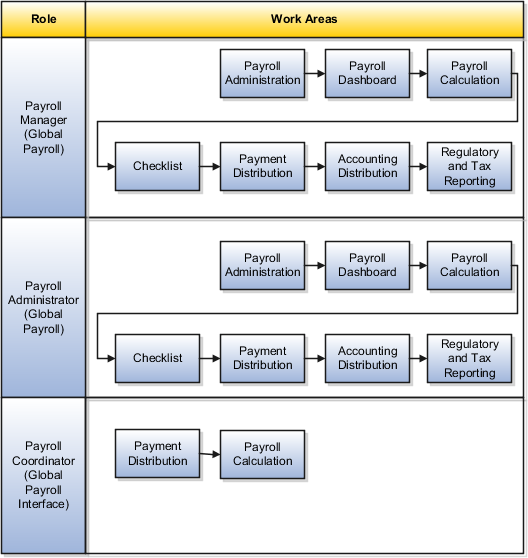 Role
Work Areas
Payroll
Manager
(Global
Payroll)
Payroll
Administration
Payroll
Dashboard
Payroll
Calculation
Checklist
Payment
Distribution
Accounting
Distribution
Regulatory
and Tax
Reporting
Payroll
Administrator
(Global
Payroll)
Payroll
Administration
Payroll
Dashboard
Payroll
Calculation
Checklist
Payment
Distribution
Accounting
Distribution
Regulatory
and Tax
Reporting
Payroll
Coordinator
(Global
Payroll
Interface)
Payment
Distribution
Payroll
Calculation